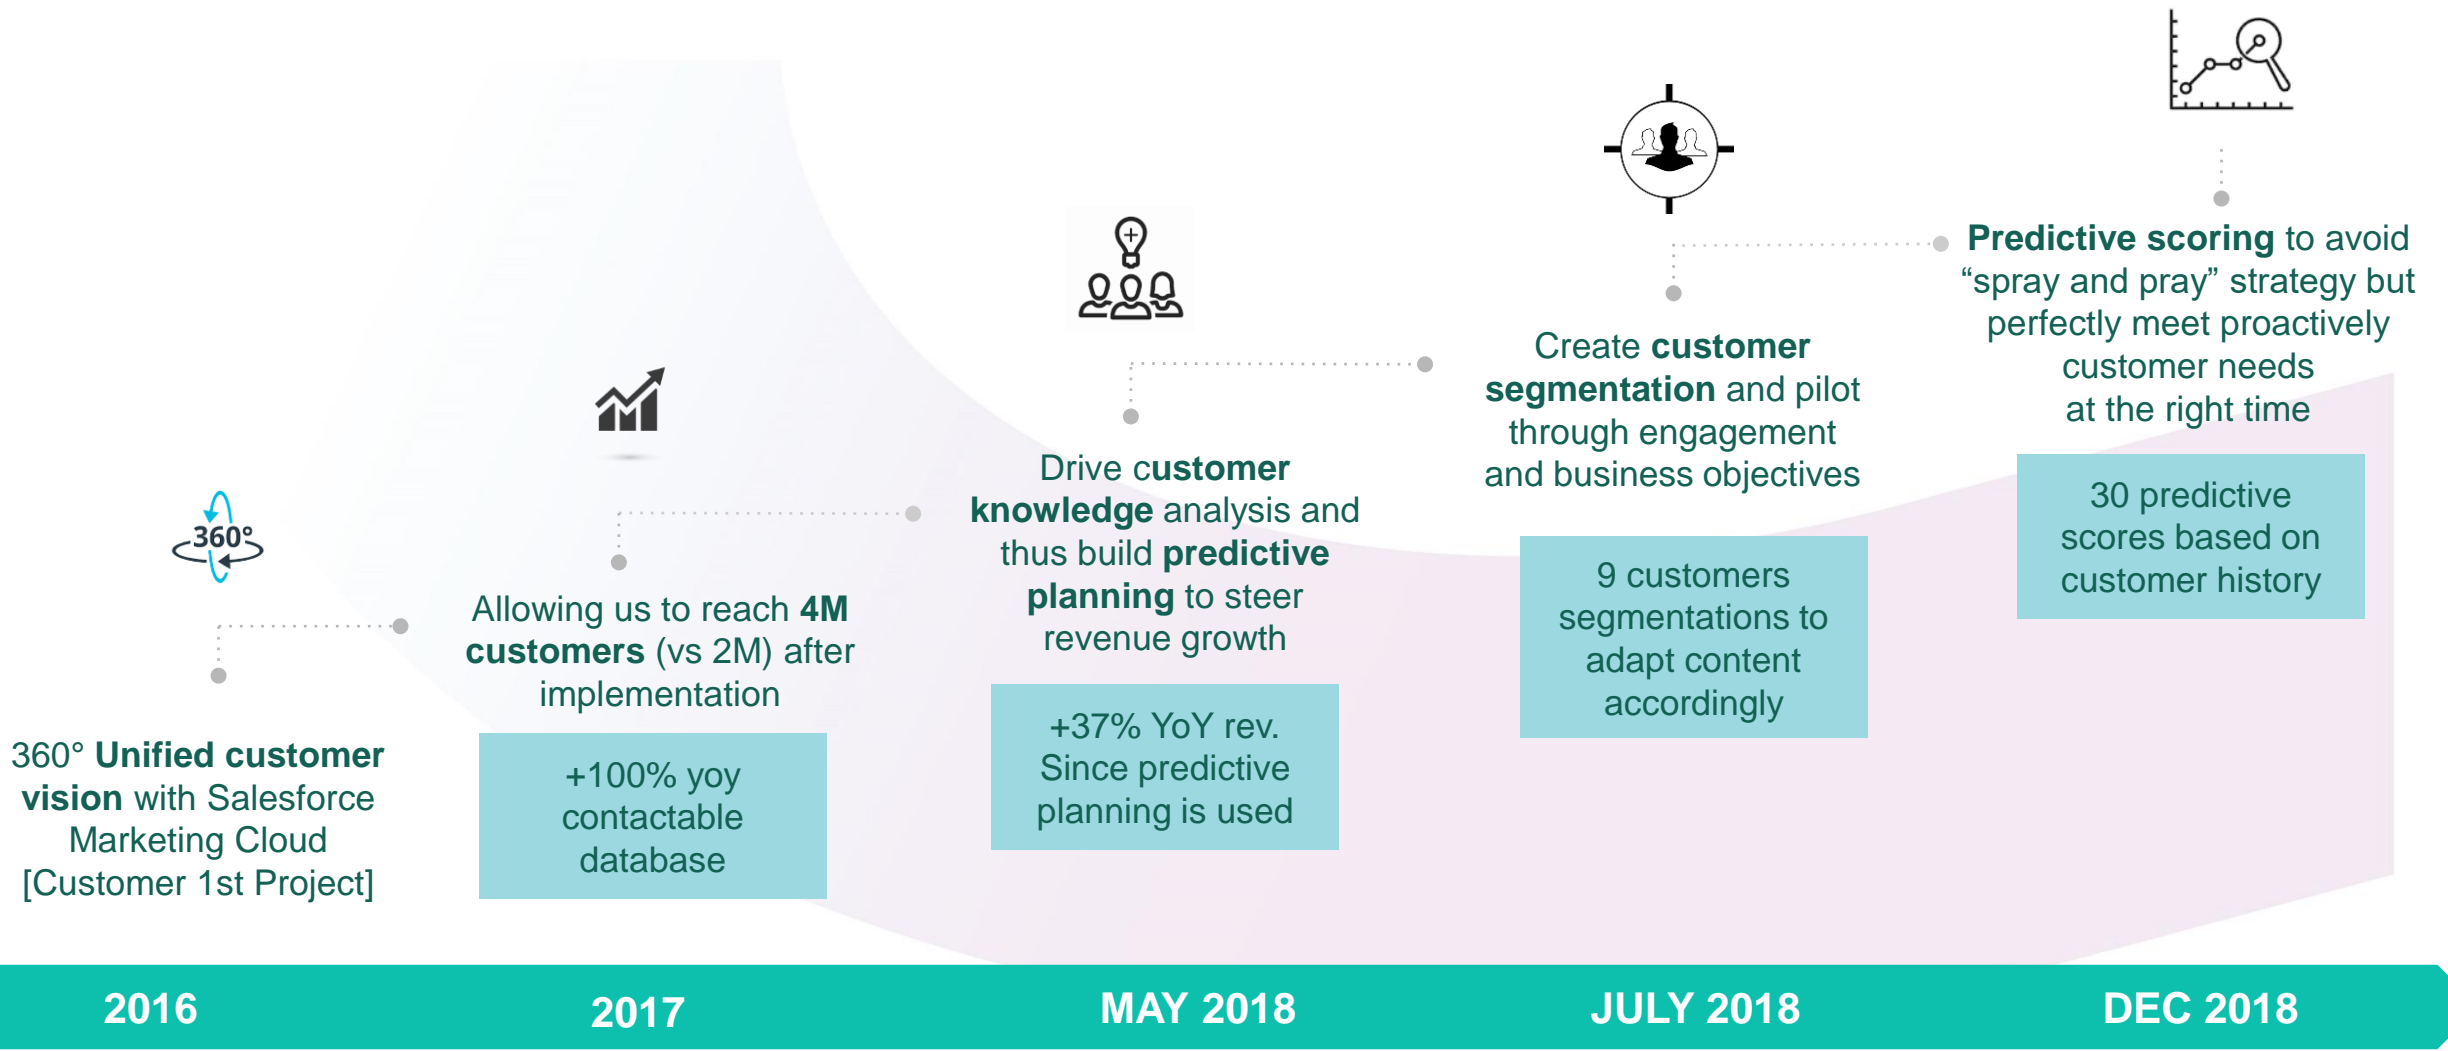 360°
360° Unified customer
vision with Salesforce
Marketing Cloud
[Customer 1st Project]
Allowing us to reach 4M
customers (vs 2M) after
implementation
+100% yoy
contactable
database
Drive customer
knowledge analysis and
thus build predictive
planning to steer
revenue growth
+37% YoY rev.
Since predictive
planning is used
Create customer
segmentation and pilot
through engagement
and business objectives
9 customers
segmentations to
adapt content
accordingly
Predictive scoring to avoid
“spray and pray” strategy but
perfectly meet proactively
customer needs
at the right time
30 predictive
scores based on
customer history
2016
2017
MAY 2018
JULY 2018
DEC 2018